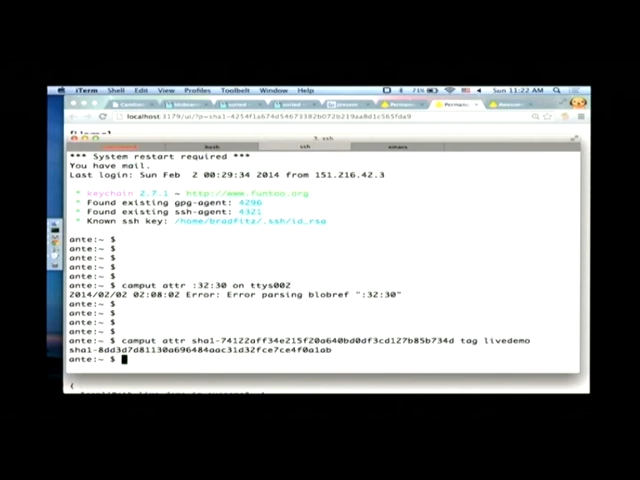 iTerm Shell Edit View Profiles Toolbelt Window Help 71% Sun 11:22 AM
localhost:3179/ui/?p=sha1-4254f1a674d54673382b072b219aa8d1c565fda9
ssh
bash ssh emacs
*** System restart required ***
You have mail.
Last login: Sun Feb  2 00:29:34 2014 from 151.216.42.3
* keychain 2.7.1 ~ http://www.funtoo.org
* Found existing gpg-agent: 4296
* Found existing ssh-agent: 4321
* Known ssh key: /home/bradfitz/.ssh/id_rsa
ante:~ $
ante:~ $
ante:~ $
ante:~ $
ante:~ $
ante:~ $ camput attr :32:30 on ttys002
2014/02/02 02:08:02 Error: Error parsing blobref ":32:30"
ante:~ $
ante:~ $
ante:~ $
ante:~ $
ante:~ $ camput attr sha1-74122aff34e215f20a640bd0df3cd127b85b734d tag livedemo
sha1-8dd3d7d81130a696484aac31d32fce7ce4f0a1ab
ante:~ $
{